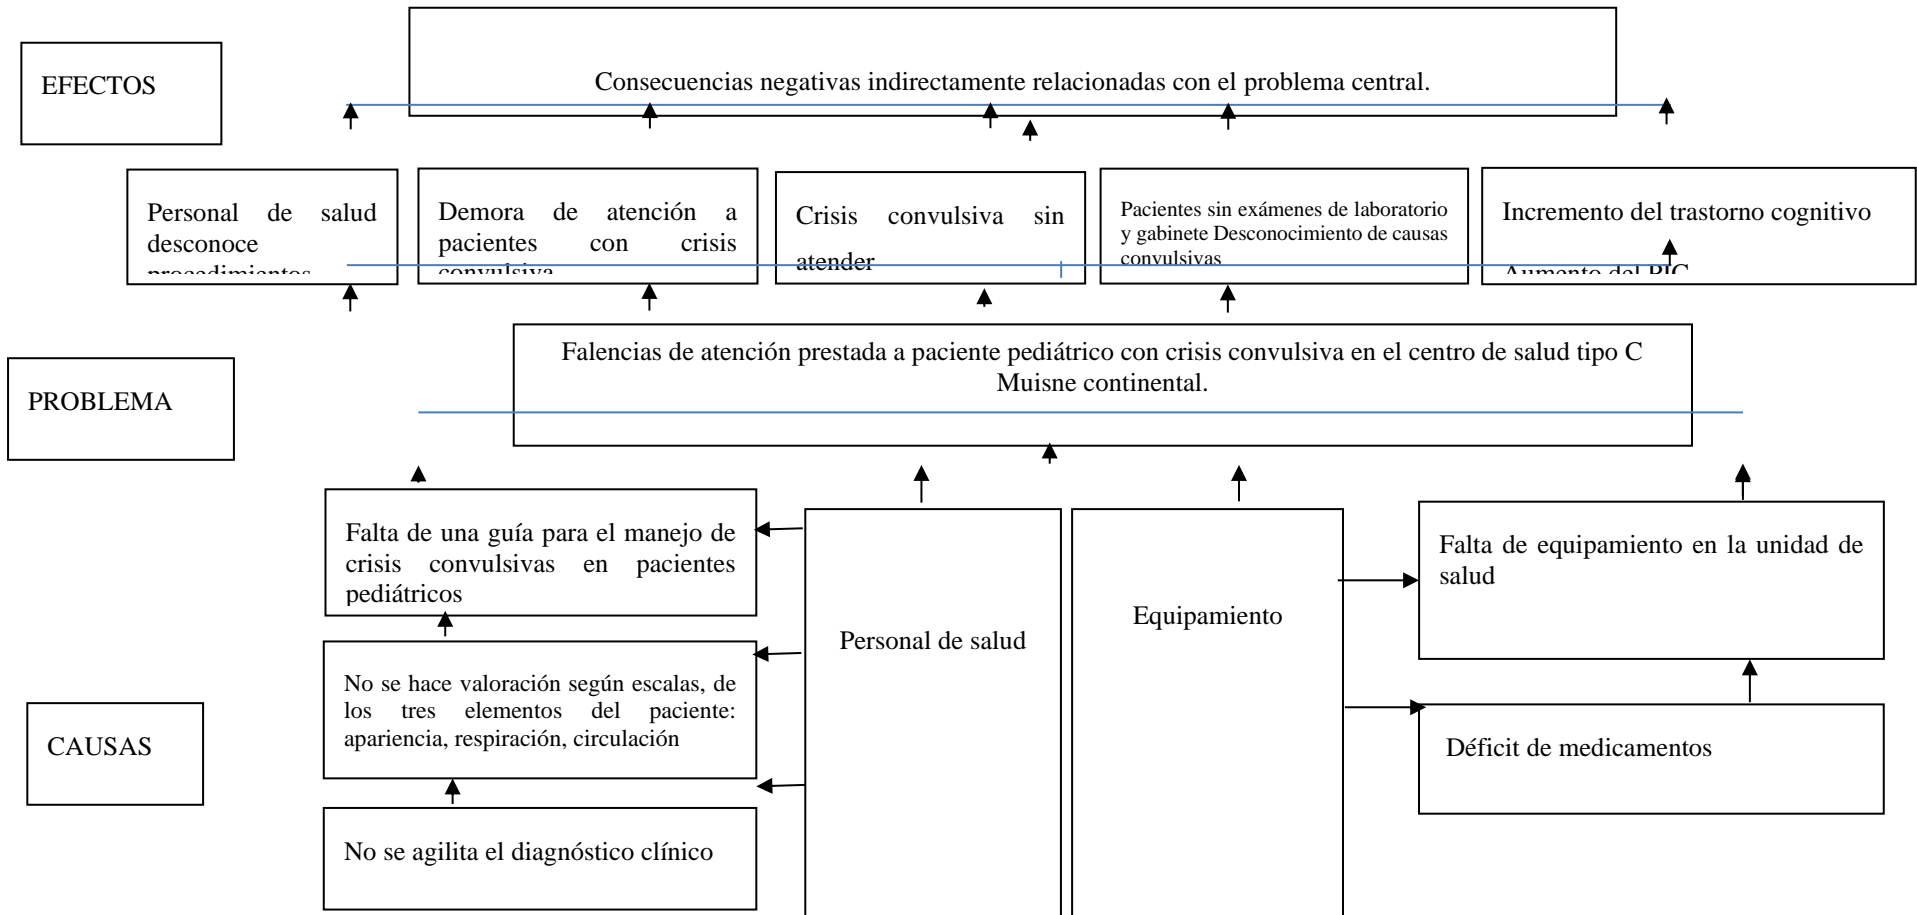 EFECTOS
Consecuencias negativas indirectamente relacionadas con el problema central.
Personal de salud
desconoce
procedimientos
Demora de atención a
pacientes con crisis
convulsiva
Crisis convulsiva sin
atender
Pacientes sin exámenes de laboratorio
y gabinete Desconocimiento de causas
convulsivas
Incremento del trastorno cognitivo
Aumento del PIC
PROBLEMA
Falencias de atención prestada a paciente pediátrico con crisis convulsiva en el centro de salud tipo C
Muisne continental.
CAUSAS
Falta de una guía para el manejo de
crisis convulsivas en pacientes
pediátricos
No se hace valoración según escalas, de
los tres elementos del paciente:
apariencia, respiración, circulación
No se agilita el diagnóstico clínico
Personal de salud
Equipamiento
Falta de equipamiento en la unidad de
salud
Déficit de medicamentos